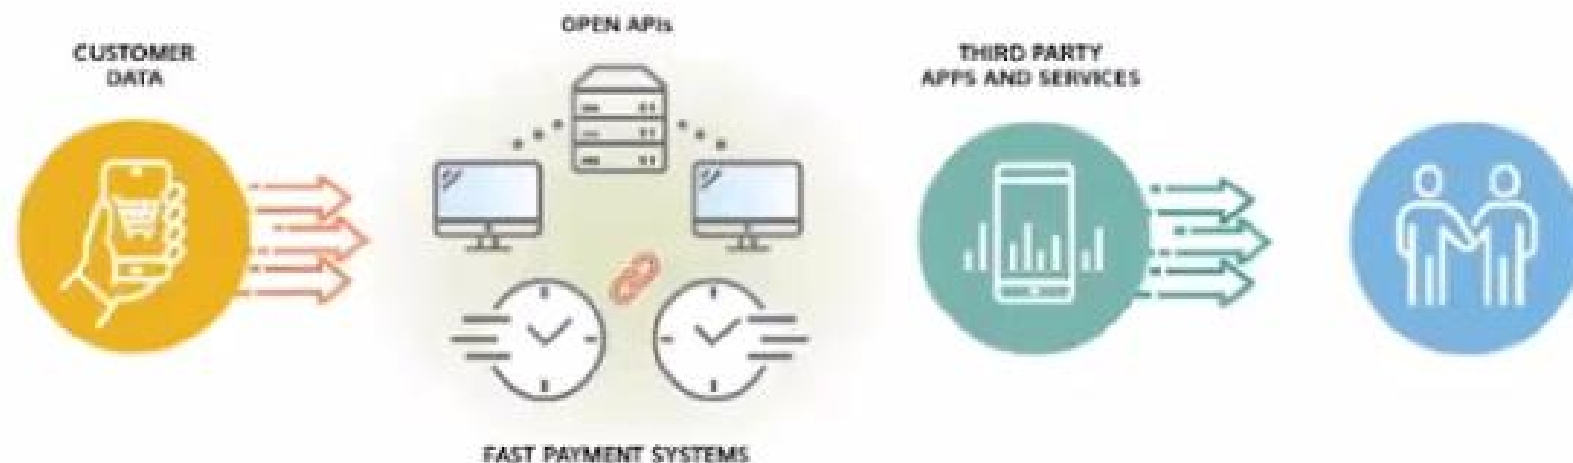 CUSTOMER
DATA
OPEN APIs
THIRD PARTY
APPS AND SERVICES
FAST PAYMENT SYSTEMS